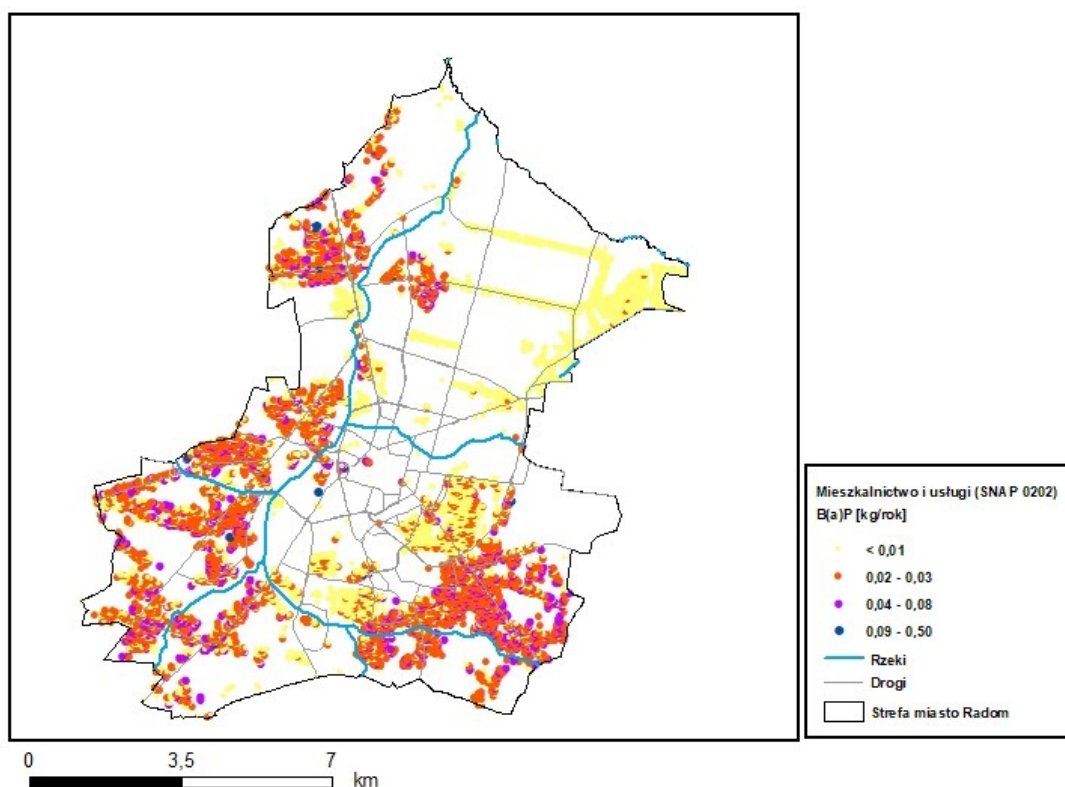 Mieszkalnictwo i usługi (SNAP 0202)
B(a)P [kg/rok]
< 0,01
0,02 - 0,03
0,04 - 0,08
0,09 - 0,50
Rzeki
Drogi
Strefa miasto Radom
0 3,5 7
km